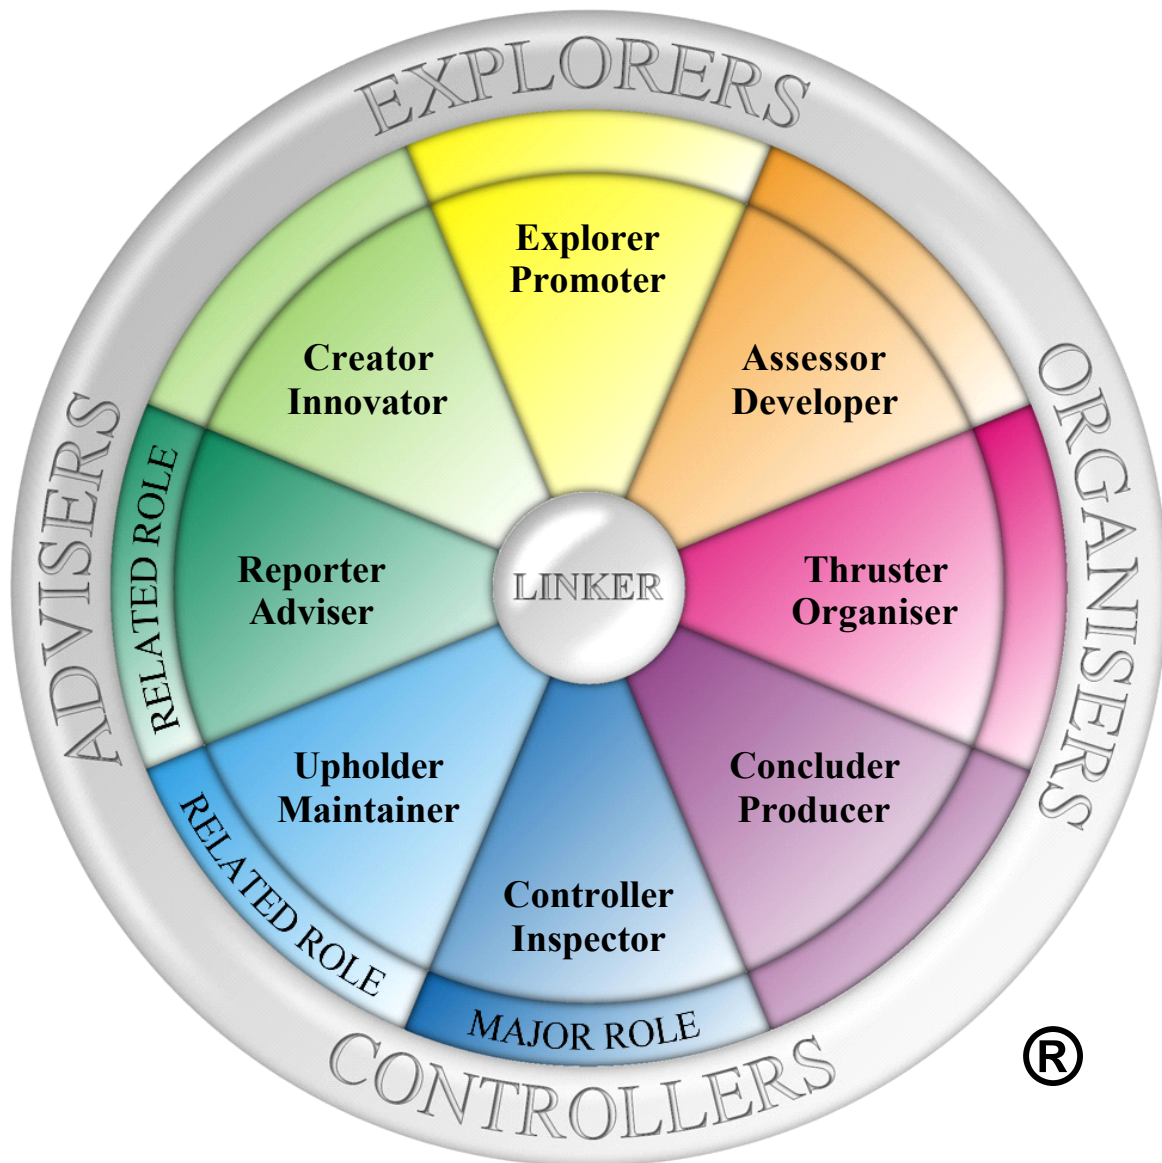 EXPLORERS
Explorer
Promoter
Creator
Innovator
Assessor
Developer
ORGANISERS
ADVISERS
RELATED ROLE
Reporter
Adviser
LINKER
Thruster
Organiser
Upholder
Maintainer
Concluder
Producer
RELATED ROLE
Controller
Inspector
MAJOR ROLE
CONTROLLERS
®